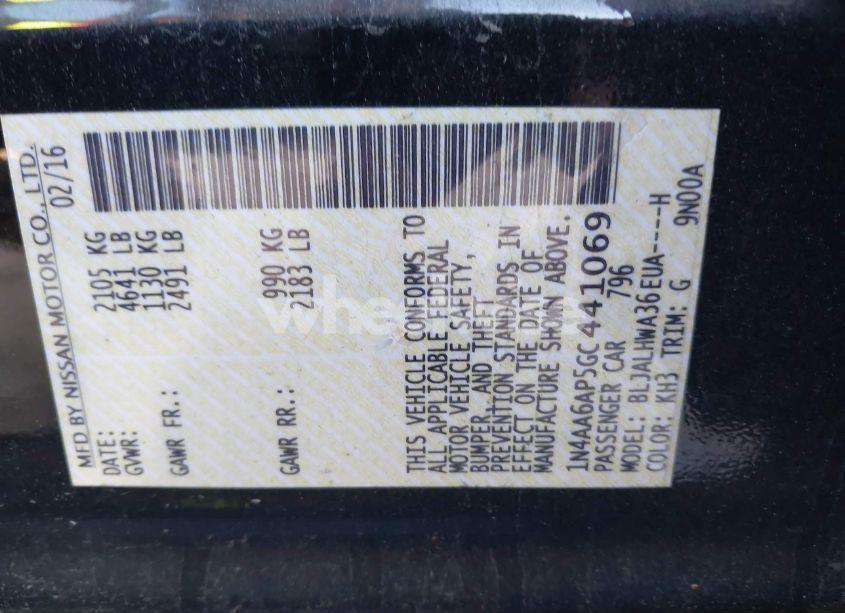 MFD BY NISSAN MOTOR CO., LTD.
DATE: 02/16
GVWR: 2105 KG
4641 LB
GAWR FR.: 1130 KG
2491 LB
GAWR RR.: 990 KG
2183 LB
THIS VEHICLE CONFORMS TO
ALL APPLICABLE FEDERAL
MOTOR VEHICLE SAFETY,
BUMPER, AND THEFT
PREVENTION STANDARDS IN
EFFECT ON THE DATE OF
MANUFACTURE SHOWN ABOVE.
1N4AA6AP5GC441069
PASSENGER CAR 796
MODEL: BLJALHWA36EUA----H
COLOR: KH3 TRIM: G 9N00A